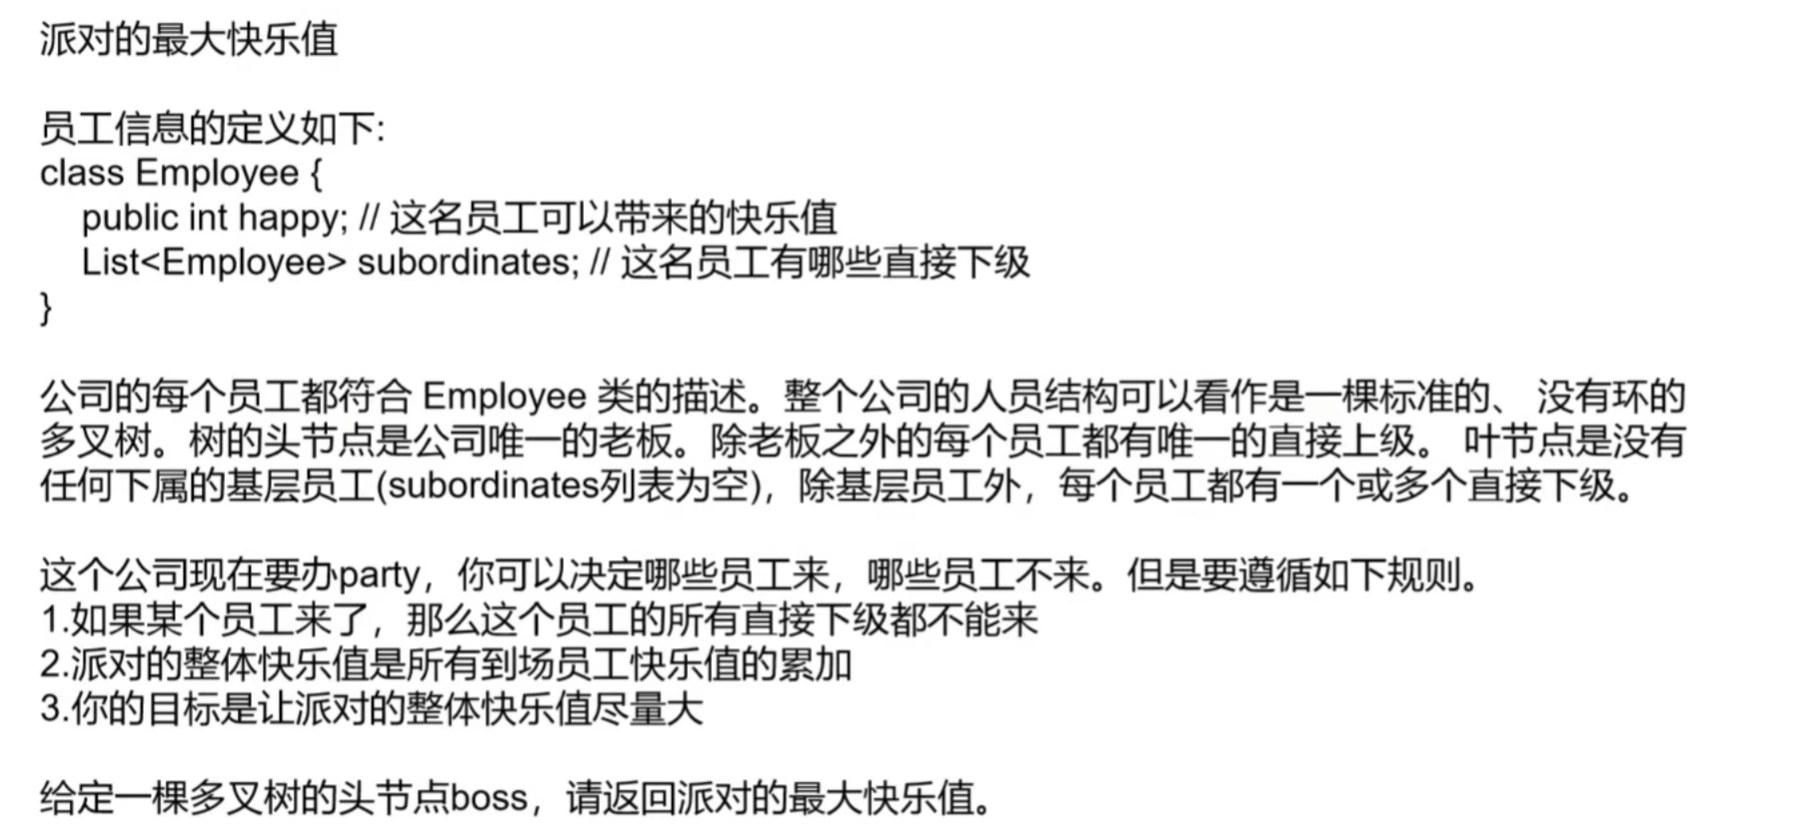 派对的最大快乐值
员工信息的定义如下:
class Employee {
public int happy; // 这名员工可以带来的快乐值
List<Employee> subordinates; // 这名员工有哪些直接下级
}
公司的每个员工都符合 Employee 类的描述。整个公司的人员结构可以看作是一棵标准的、 没有环的
多叉树。树的头节点是公司唯一的老板。除老板之外的每个员工都有唯一的直接上级。 叶节点是没有
任何下属的基层员工(subordinates列表为空)，除基层员工外，每个员工都有一个或多个直接下级。
这个公司现在要办party，你可以决定哪些员工来，哪些员工不来。但是要遵循如下规则。
1.如果某个员工来了，那么这个员工的所有直接下级都不能来
2.派对的整体快乐值是所有到场员工快乐值的累加
3.你的目标是让派对的整体快乐值尽量大
给定一棵多叉树的头节点boss，请返回派对的最大快乐值。